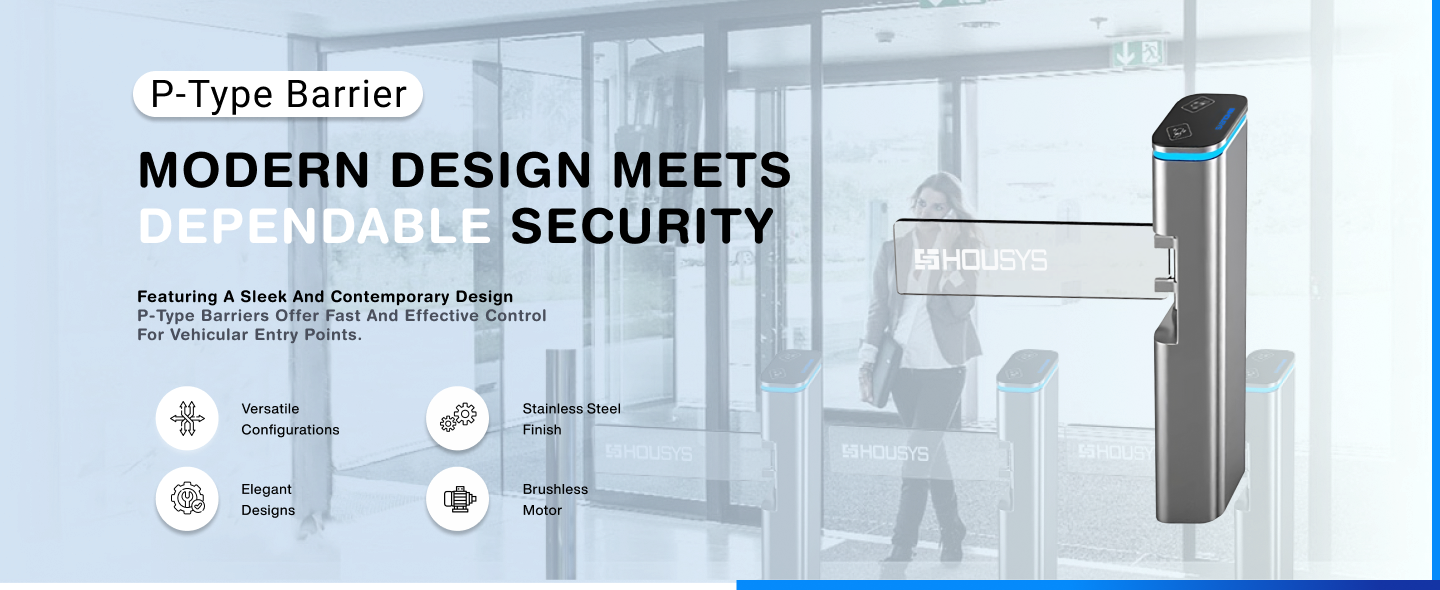 P-Type Barrier
MODERN DESIGN MEETS
DEPENDABLE SECURITY
Featuring A Sleek And Contemporary Design
P-Type Barriers Offer Fast And Effective Control
For Vehicular Entry Points.
Versatile
Configurations
Stainless Steel
Finish
Elegant
Designs
Brushless
Motor
HOUSYS
HOUSYS
HOUSYS
HOUSYS